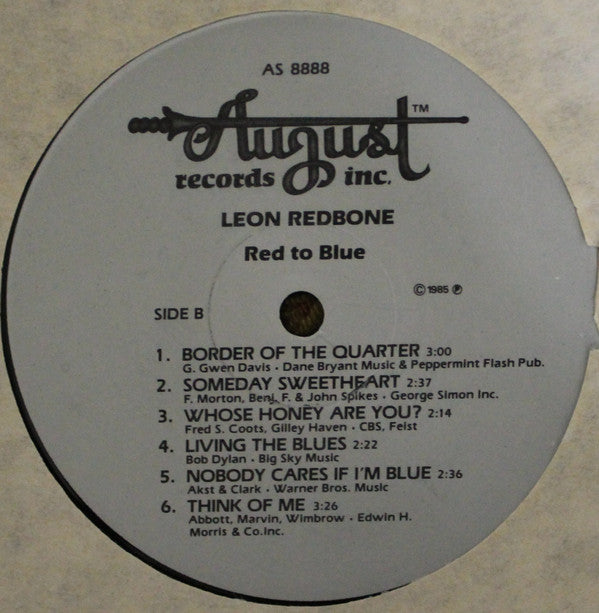 AS 8888
August™
records inc.
LEON REDBONE
Red to Blue
©1985 ℗
SIDE B
1. BORDER OF THE QUARTER 3:00
G. Gwen Davis · Dane Bryant Music & Peppermint Flash Pub.
2. SOMEDAY SWEETHEART 2:37
F. Morton, Benj. F. & John Spikes · George Simon Inc.
3. WHOSE HONEY ARE YOU? 2:14
Fred S. Coots, Gilley Haven · CBS, Feist
4. LIVING THE BLUES 2:22
Bob Dylan · Big Sky Music
5. NOBODY CARES IF I'M BLUE 2:36
Akst & Clark · Warner Bros. Music
6. THINK OF ME 3:26
Abbott, Marvin, Wimbrow · Edwin H.
Morris & Co.Inc.